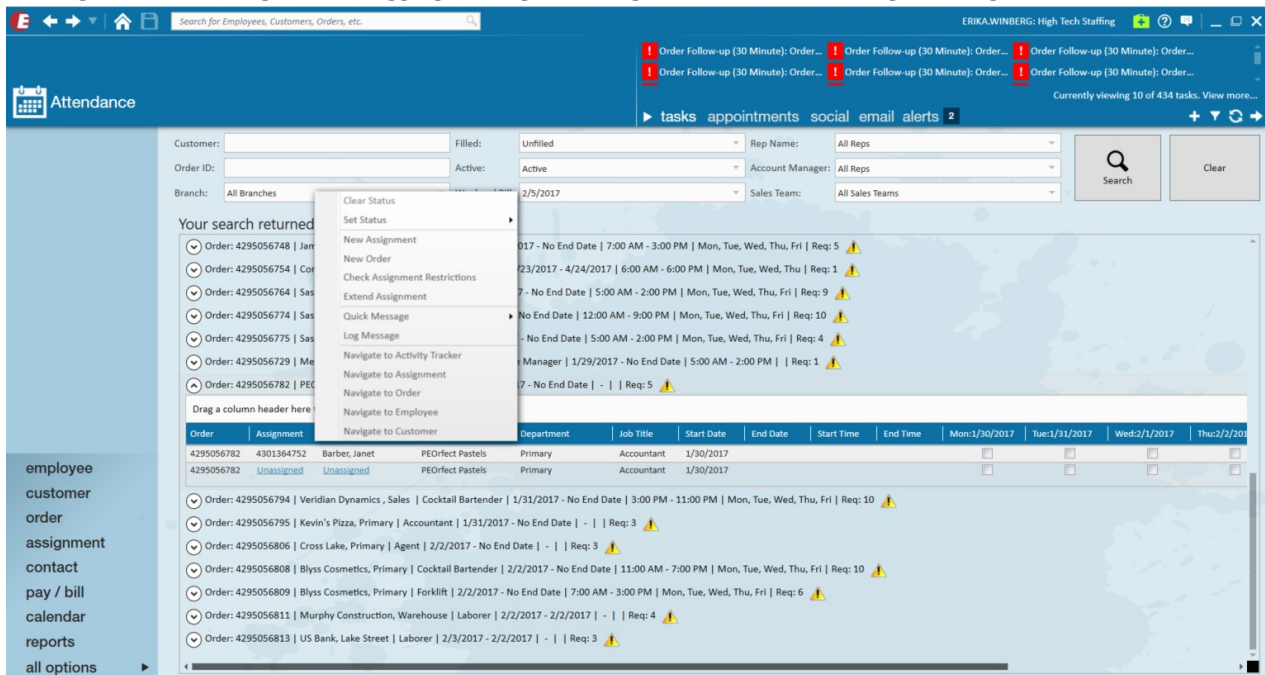 Search for Employees, Customers, Orders, etc.
ERIKA.WINBERG: High Tech Staffing
! Order Follow-up (30 Minute): Order... ! Order Follow-up (30 Minute): Order... ! Order Follow-up (30 Minute): Order...
! Order Follow-up (30 Minute): Order... ! Order Follow-up (30 Minute): Order... ! Order Follow-up (30 Minute): Order...
Currently viewing 10 of 434 tasks. View more...
Attendance
tasks appointments social email alerts 2
Customer: Filled: Unfilled Rep Name: All Reps
Order ID: Active: Active Account Manager: All Reps
Search Clear
Branch: All Branches 2/5/2017 Sales Team: All Sales Teams
Your search returned
Clear Status
Set Status
New Assignment
New Order
Check Assignment Restrictions
Extend Assignment
Quick Message
Log Message
Navigate to Activity Tracker
Navigate to Assignment
Navigate to Order
Navigate to Employee
Navigate to Customer
Order: 4295056748 | 017 - No End Date | 7:00 AM - 3:00 PM | Mon, Tue, Wed, Thu, Fri | Req: 5
Order: 4295056754 | /23/2017 - 4/24/2017 | 6:00 AM - 6:00 PM | Mon, Tue, Wed, Thu | Req: 1
Order: 4295056764 | Sas 7 - No End Date | 5:00 AM - 2:00 PM | Mon, Tue, Wed, Thu, Fri | Req: 9
Order: 4295056774 | Sas No End Date | 12:00 AM - 9:00 PM | Mon, Tue, Wed, Thu, Fri | Req: 10
Order: 4295056775 | Sas - No End Date | 5:00 AM - 2:00 PM | Mon, Tue, Wed, Thu, Fri | Req: 4
Order: 4295056729 | Me Manager | 1/29/2017 - No End Date | 5:00 AM - 2:00 PM | | Req: 1
Order: 4295056782 | 7 - No End Date | - | | Req: 5
Drag a column header here
Order Assignment Department Job Title Start Date End Date Start Time End Time Mon:1/30/2017 Tue:1/31/2017 Wed:2/1/2017 Thu:2/2/201
4295056782 4301364752 Barber, Janet PEOrfect Pastels Primary Accountant 1/30/2017
4295056782 Unassigned Unassigned PEOrfect Pastels Primary Accountant 1/30/2017
Order: 4295056794 | Veridian Dynamics , Sales | Cocktail Bartender | 1/31/2017 - No End Date | 3:00 PM - 11:00 PM | Mon, Tue, Wed, Thu, Fri | Req: 10
Order: 4295056795 | Kevin's Pizza, Primary | Accountant | 1/31/2017 - No End Date | - | | Req: 3
Order: 4295056806 | Cross Lake, Primary | Agent | 2/2/2017 - No End Date | - | | Req: 3
Order: 4295056808 | Blyss Cosmetics, Primary | Cocktail Bartender | 2/2/2017 - No End Date | 11:00 AM - 7:00 PM | Mon, Tue, Wed, Thu, Fri | Req: 10
Order: 4295056809 | Blyss Cosmetics, Primary | Forklift | 2/2/2017 - No End Date | 7:00 AM - 3:00 PM | Mon, Tue, Wed, Thu, Fri | Req: 6
Order: 4295056811 | Murphy Construction, Warehouse | Laborer | 2/2/2017 - 2/2/2017 | - | | Req: 4
Order: 4295056813 | US Bank, Lake Street | Laborer | 2/3/2017 - 2/2/2017 | - | | Req: 3
employee
customer
order
assignment
contact
pay / bill
calendar
reports
all options